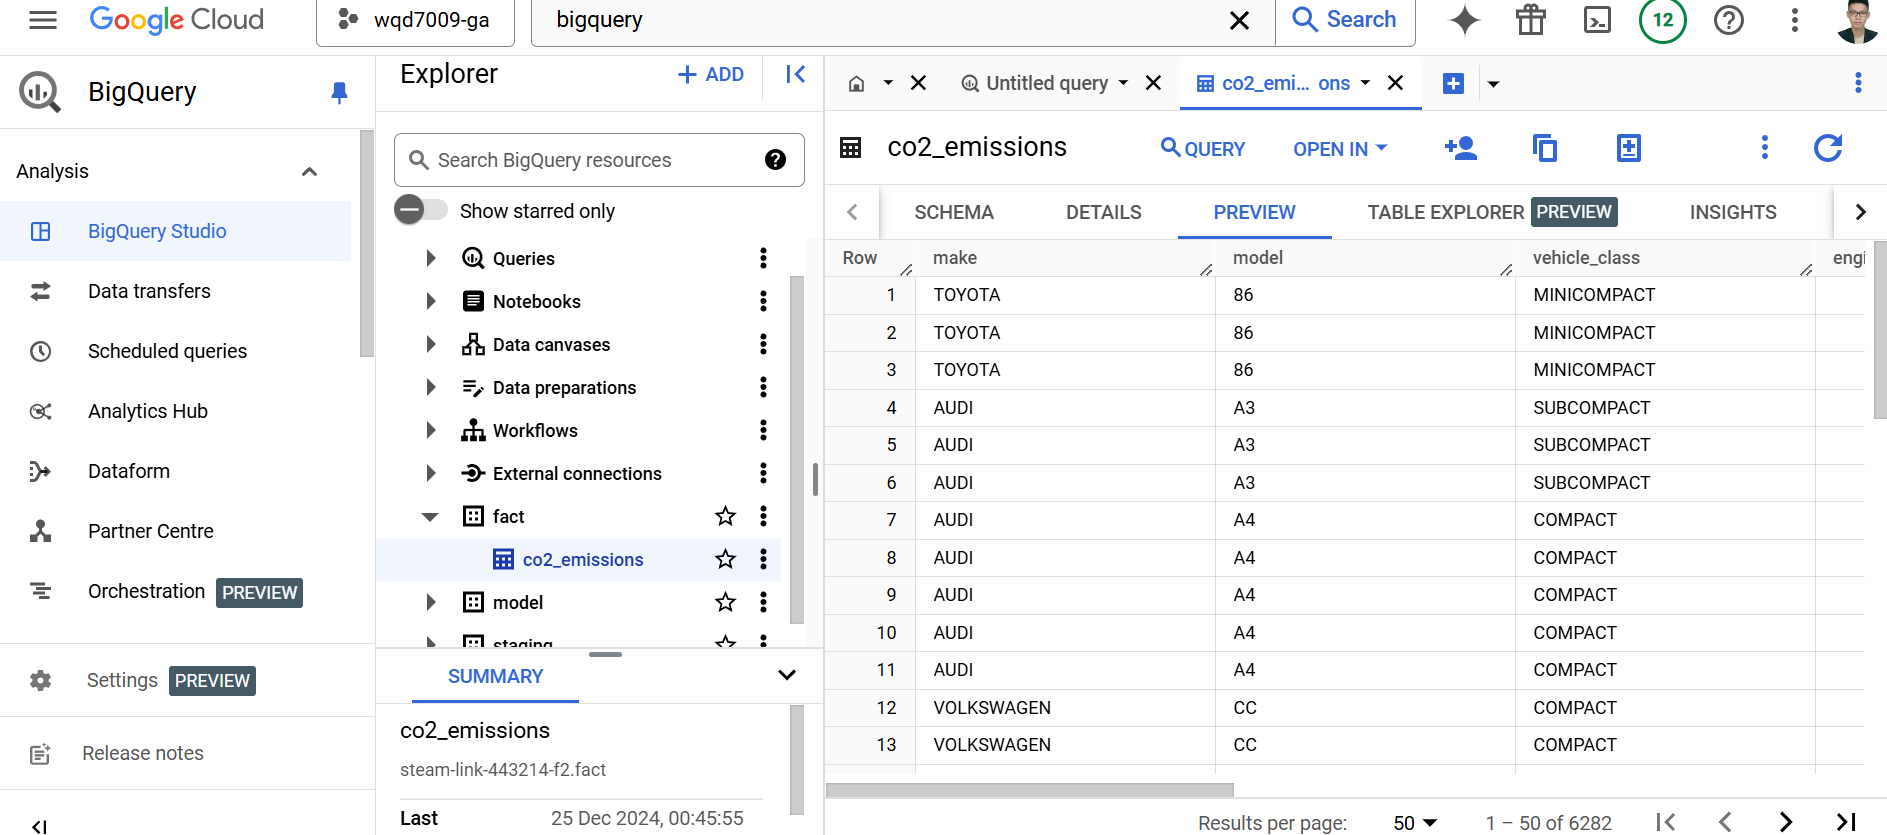 Google Cloud
wqd7009-ga
bigquery
Search
12
BigQuery
Analysis
BigQuery Studio
Data transfers
Scheduled queries
Analytics Hub
Dataform
Partner Centre
Orchestration PREVIEW
Settings PREVIEW
Release notes
Explorer
ADD
Search BigQuery resources
Show starred only
Queries
Notebooks
Data canvases
Data preparations
Workflows
External connections
fact
co2_emissions
model
staging
SUMMARY
co2_emissions
steam-link-443214-f2.fact
Last 25 Dec 2024, 00:45:55
Untitled query
co2_emi... ons
co2_emissions
QUERY
OPEN IN
SCHEMA DETAILS PREVIEW TABLE EXPLORER PREVIEW INSIGHTS
Row make model vehicle_class engi
1 TOYOTA 86 MINICOMPACT
2 TOYOTA 86 MINICOMPACT
3 TOYOTA 86 MINICOMPACT
4 AUDI A3 SUBCOMPACT
5 AUDI A3 SUBCOMPACT
6 AUDI A3 SUBCOMPACT
7 AUDI A4 COMPACT
8 AUDI A4 COMPACT
9 AUDI A4 COMPACT
10 AUDI A4 COMPACT
11 AUDI A4 COMPACT
12 VOLKSWAGEN CC COMPACT
13 VOLKSWAGEN CC COMPACT
Results per page: 50 1 – 50 of 6282